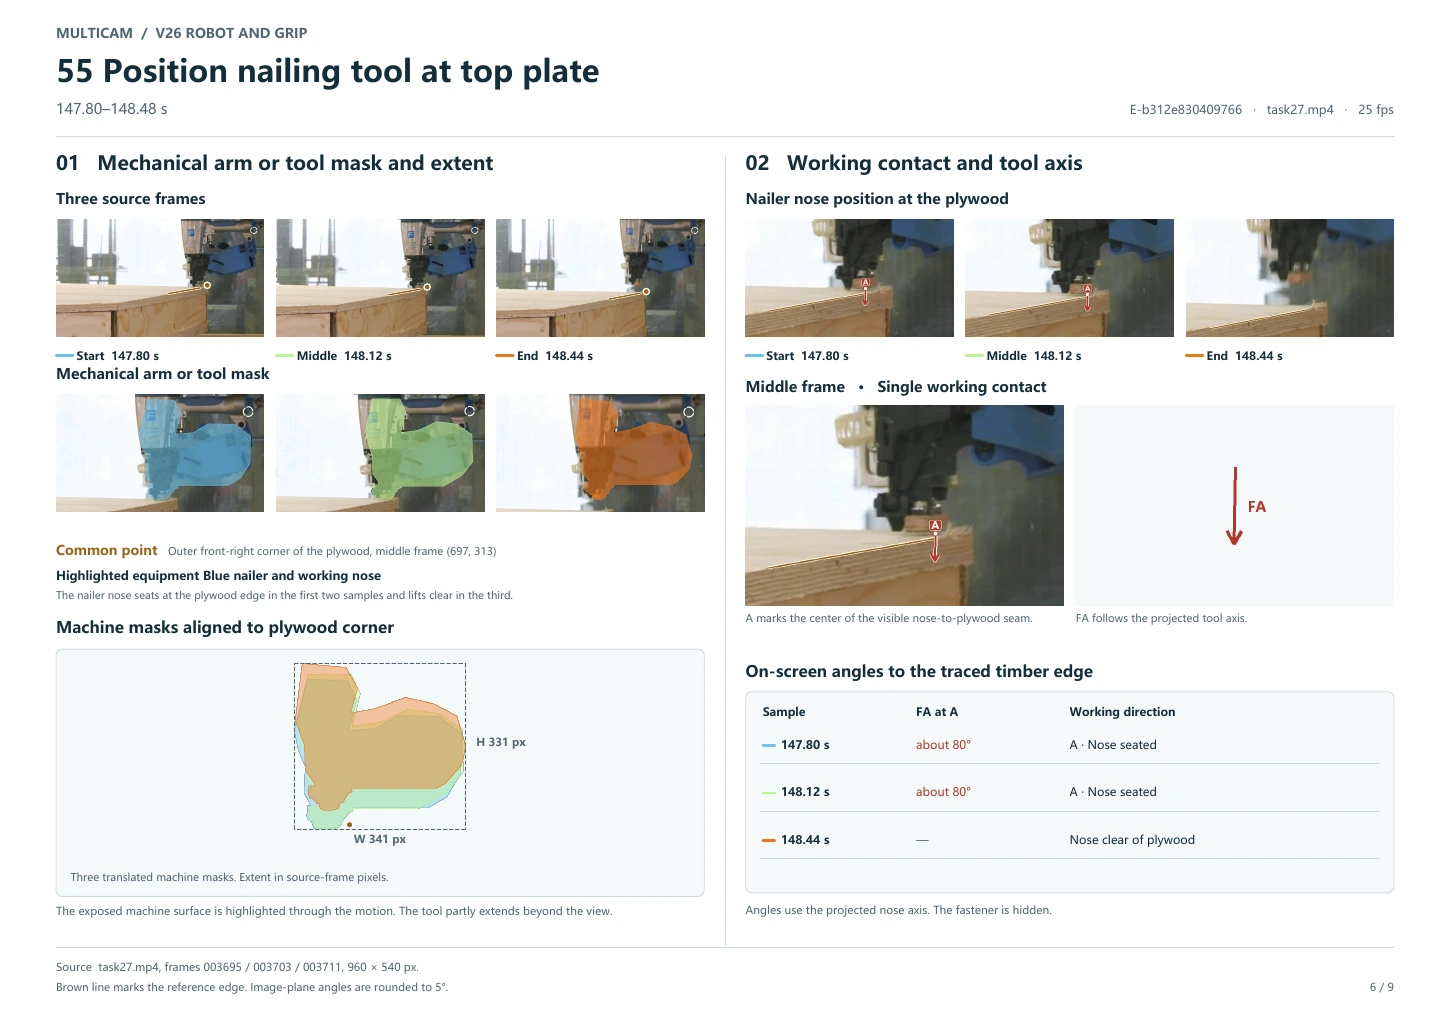 MULTICAM / V26 ROBOT AND GRIP
55 Position nailing tool at top plate
147.80–148.48 s
E-b312e830409766 · task27.mp4 · 25 fps
01 Mechanical arm or tool mask and extent
Three source frames
Start 147.80 s
Middle 148.12 s
End 148.44 s
Mechanical arm or tool mask
Common point Outer front-right corner of the plywood, middle frame (697, 313)
Highlighted equipment Blue nailer and working nose
The nailer nose seats at the plywood edge in the first two samples and lifts clear in the third.
Machine masks aligned to plywood corner
H 331 px
W 341 px
Three translated machine masks. Extent in source-frame pixels.
The exposed machine surface is highlighted through the motion. The tool partly extends beyond the view.
02 Working contact and tool axis
Nailer nose position at the plywood
A
A
Start 147.80 s
Middle 148.12 s
End 148.44 s
Middle frame • Single working contact
A
FA
A marks the center of the visible nose-to-plywood seam.
FA follows the projected tool axis.
On-screen angles to the traced timber edge
Sample FA at A Working direction
147.80 s about 80° A · Nose seated
148.12 s about 80° A · Nose seated
148.44 s — Nose clear of plywood
Angles use the projected nose axis. The fastener is hidden.
Source task27.mp4, frames 003695 / 003703 / 003711, 960 × 540 px.
Brown line marks the reference edge. Image-plane angles are rounded to 5°.
6 / 9